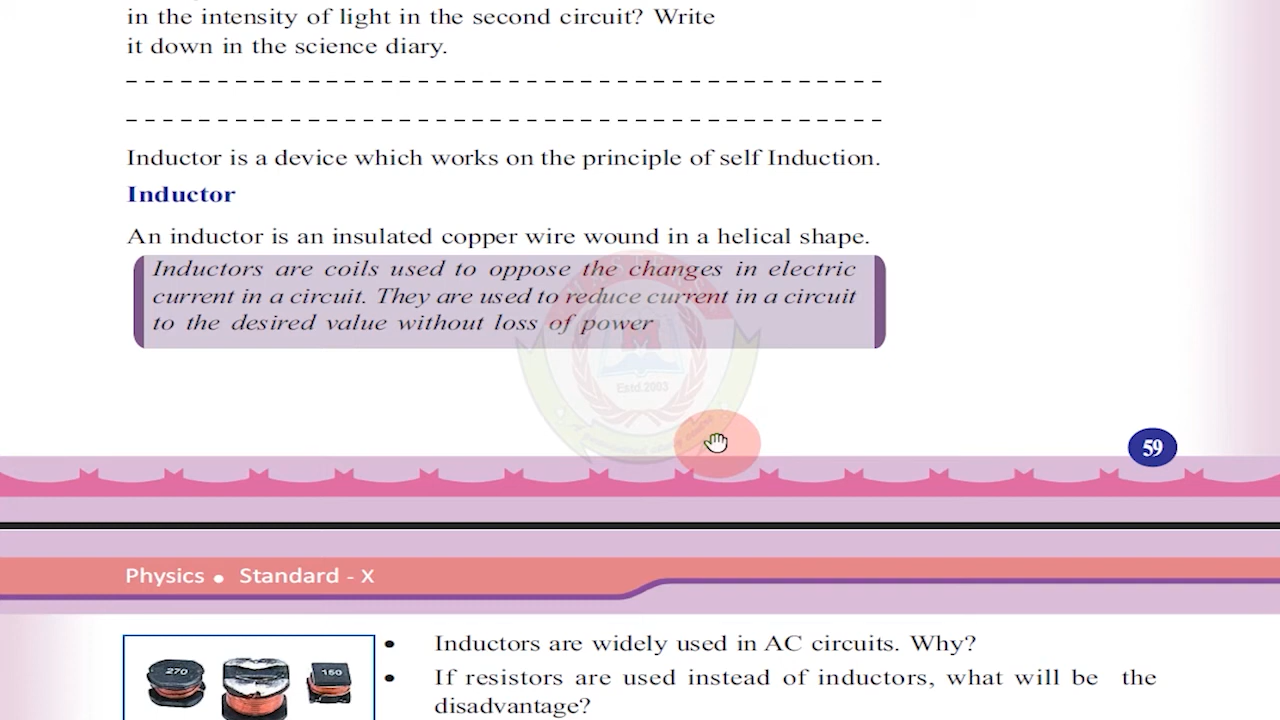 in the intensity of light in the second circuit? Write
it down in the science diary.
Inductor is a device which works on the principle of self Induction.
Inductor
An inductor is an insulated copper wire wound in a helical shape.
Inductors are coils used to oppose the changes in electric
current in a circuit. They are used to reduce current in a circuit
to the desired value without loss of power
M
Estd.2003
59
Physics • Standard - X
270
150
• Inductors are widely used in AC circuits. Why?
• If resistors are used instead of inductors, what will be the
disadvantage?